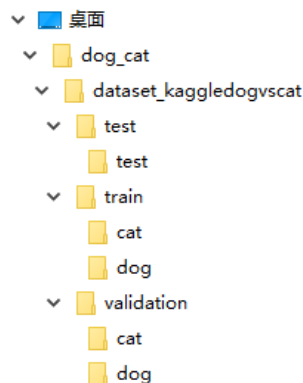 桌面
dog_cat
dataset_kaggledogvscat
test
test
train
cat
dog
validation
cat
dog